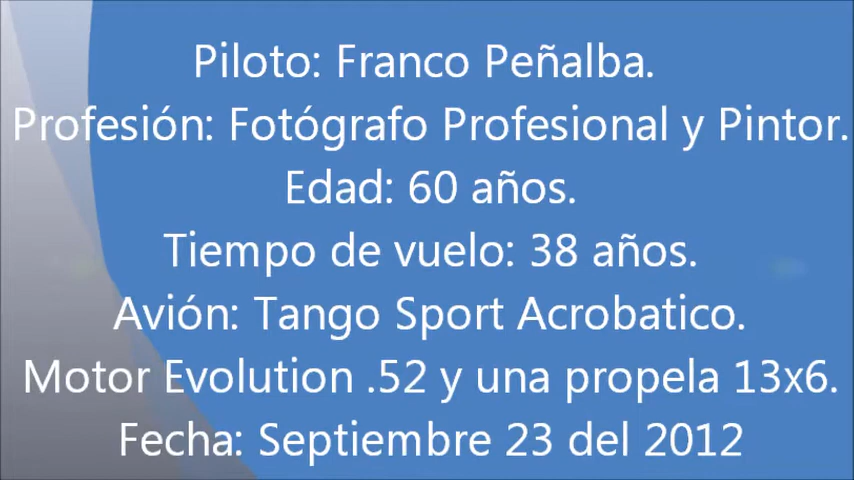 Piloto: Franco Peñalba.
Profesión: Fotógrafo Profesional y Pintor.
Edad: 60 años.
Tiempo de vuelo: 38 años.
Avión: Tango Sport Acrobatico.
Motor Evolution .52 y una propela 13x6.
Fecha: Septiembre 23 del 2012